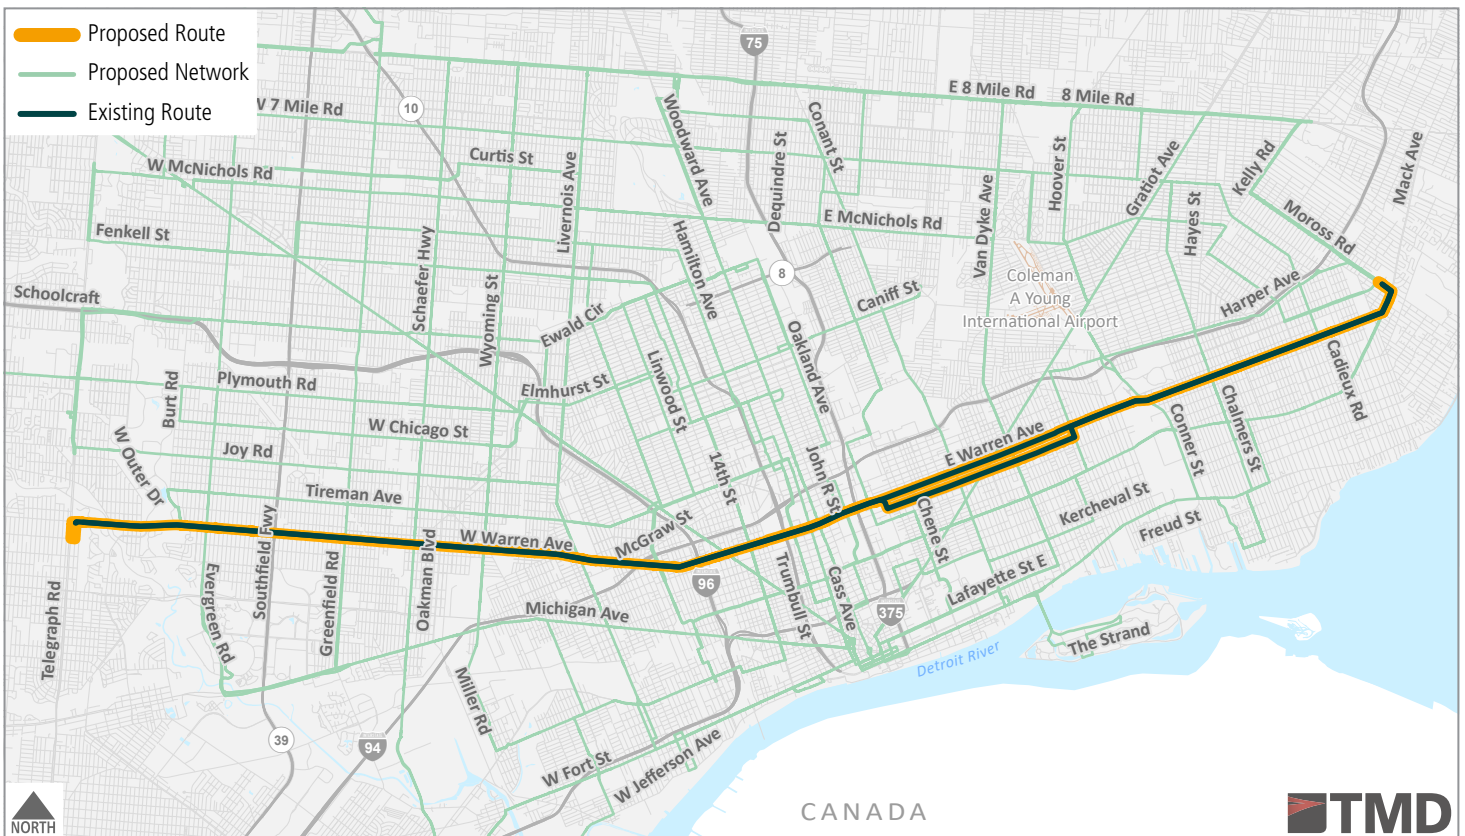 Proposed Route
Proposed Network
Existing Route
75
10
W 7 Mile Rd
E 8 Mile Rd
8 Mile Rd
Woodward Ave
Conant St
Dequindre St
Mack Ave
Curtis St
W McNichols Rd
Livernois Ave
Hoover St
Gratiot Ave
Kelly Rd
Hayes St
Moross Rd
E McNichols Rd
Van Dyke Ave
Fenkell St
Schaefer Hwy
Hamilton Ave
8
Coleman
A Young
International Airport
Harper Ave
Caniff St
Schoolcraft
Wyoming St
Ewald Cir
Oakland Ave
Linwood St
Cadieux Rd
Plymouth Rd
Burt Rd
Elmhurst St
Chalmers St
Conner St
W Chicago St
W Outer Dr
Joy Rd
E Warren Ave
John R St
14th St
Tireman Ave
Kercheval St
Freud St
Chene St
McGraw St
Southfield Fwy
W Warren Ave
Oakman Blvd
96
Trumbull St
Cass Ave
375
Lafayette St E
Evergreen Rd
Greenfield Rd
Telegraph Rd
Michigan Ave
The Strand
Detroit River
Miller Rd
39
94
W Fort St
W Jefferson Ave
CANADA
NORTH
TMD